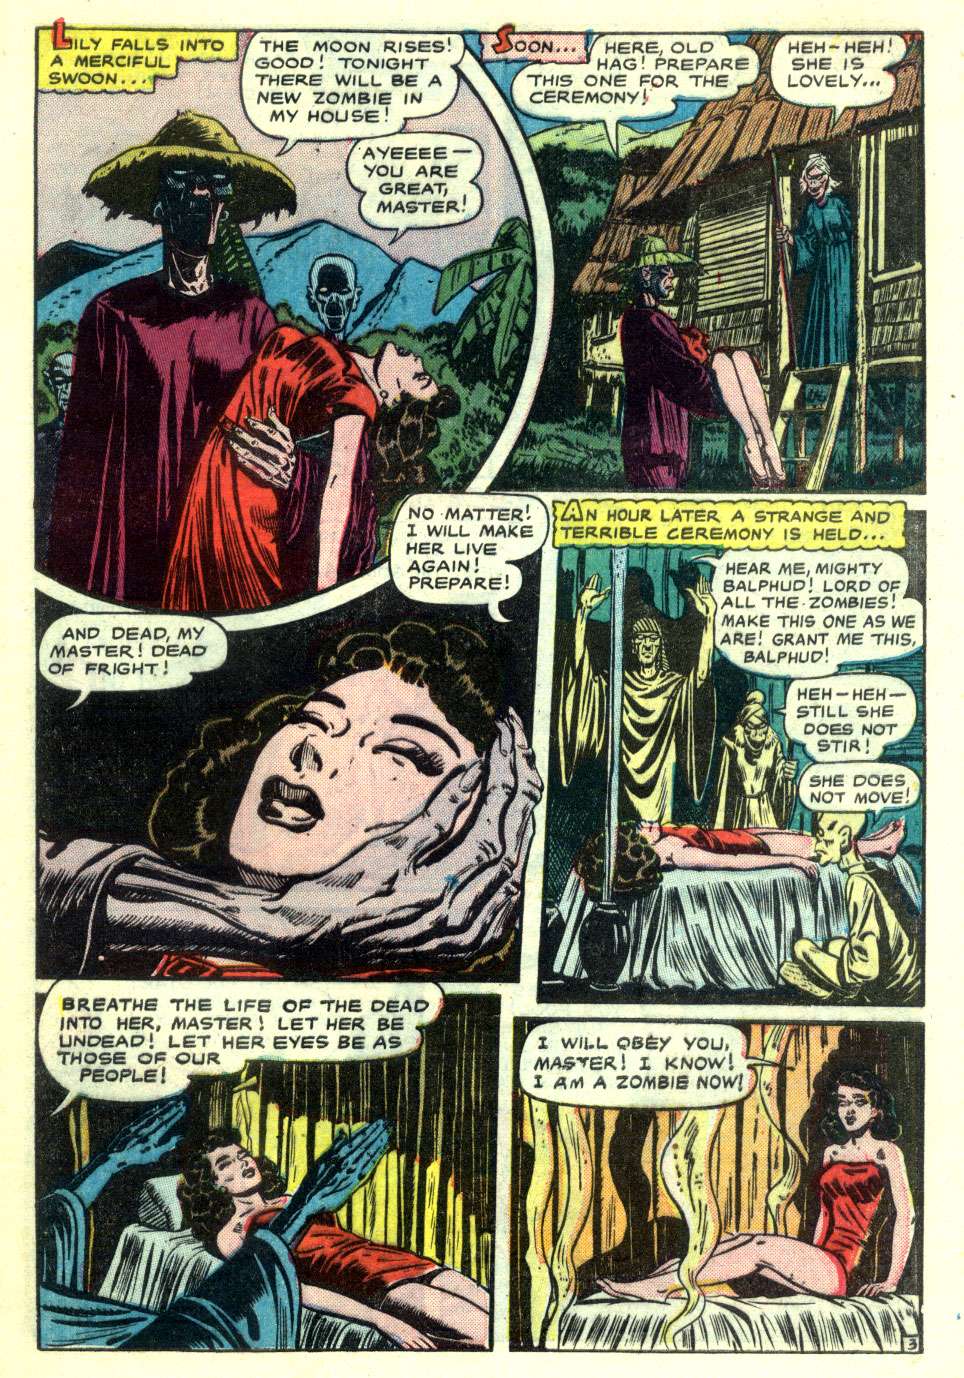 LILY FALLS INTO
A MERCIFUL
SWOON...
THE MOON RISES!
GOOD! TONIGHT
THERE WILL BE A
NEW ZOMBIE IN
MY HOUSE!
AYEEEE—
YOU ARE
GREAT,
MASTER!
SOON...
HERE, OLD
HAG! PREPARE
THIS ONE FOR THE
CEREMONY!
HEH-HEH!
SHE IS
LOVELY...
AND DEAD, MY
MASTER! DEAD
OF FRIGHT!
NO MATTER!
I WILL MAKE
HER LIVE
AGAIN!
PREPARE!
AN HOUR LATER A STRANGE AND
TERRIBLE CEREMONY IS HELD...
HEAR ME, MIGHTY
BALPHUD! LORD OF
ALL THE ZOMBIES!
MAKE THIS ONE AS WE
ARE! GRANT ME THIS,
BALPHUD!
HEH-HEH-
STILL SHE
DOES NOT
STIR!
SHE DOES
NOT MOVE!
BREATHE THE LIFE OF THE DEAD
INTO HER, MASTER! LET HER BE
UNDEAD! LET HER EYES BE AS
THOSE OF OUR
PEOPLE!
I WILL OBEY YOU,
MASTER! I KNOW!
I AM A ZOMBIE NOW!
3